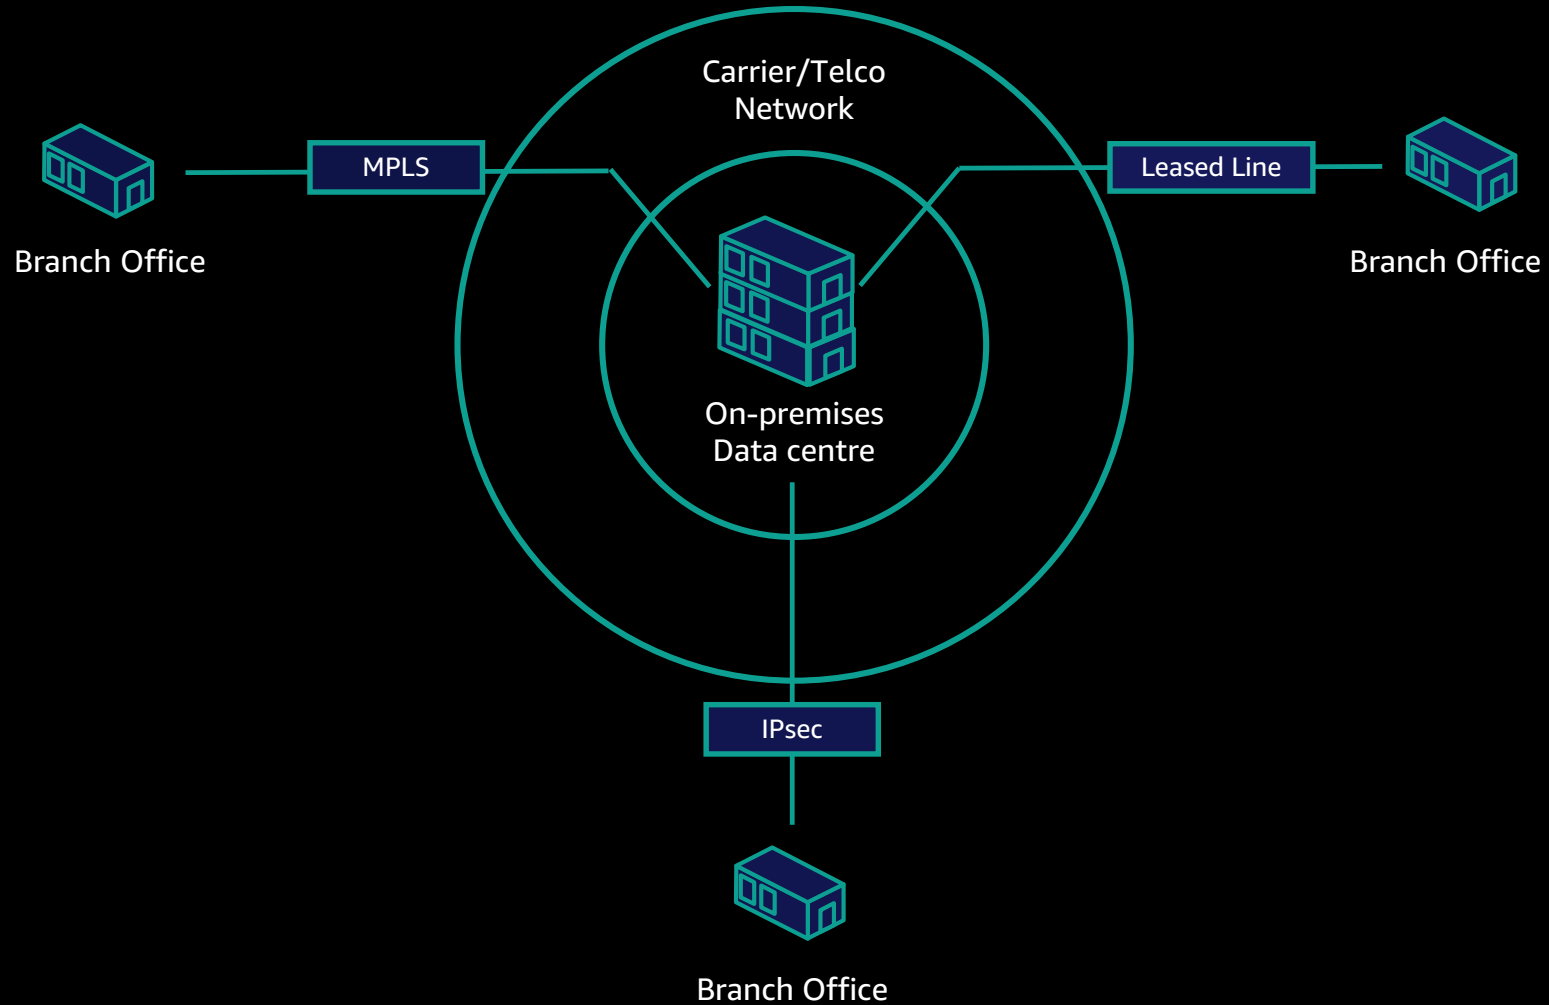 Carrier/Telco
Network
MPLS
Leased Line
Branch Office
Branch Office
On-premises
Data centre
IPsec
Branch Office